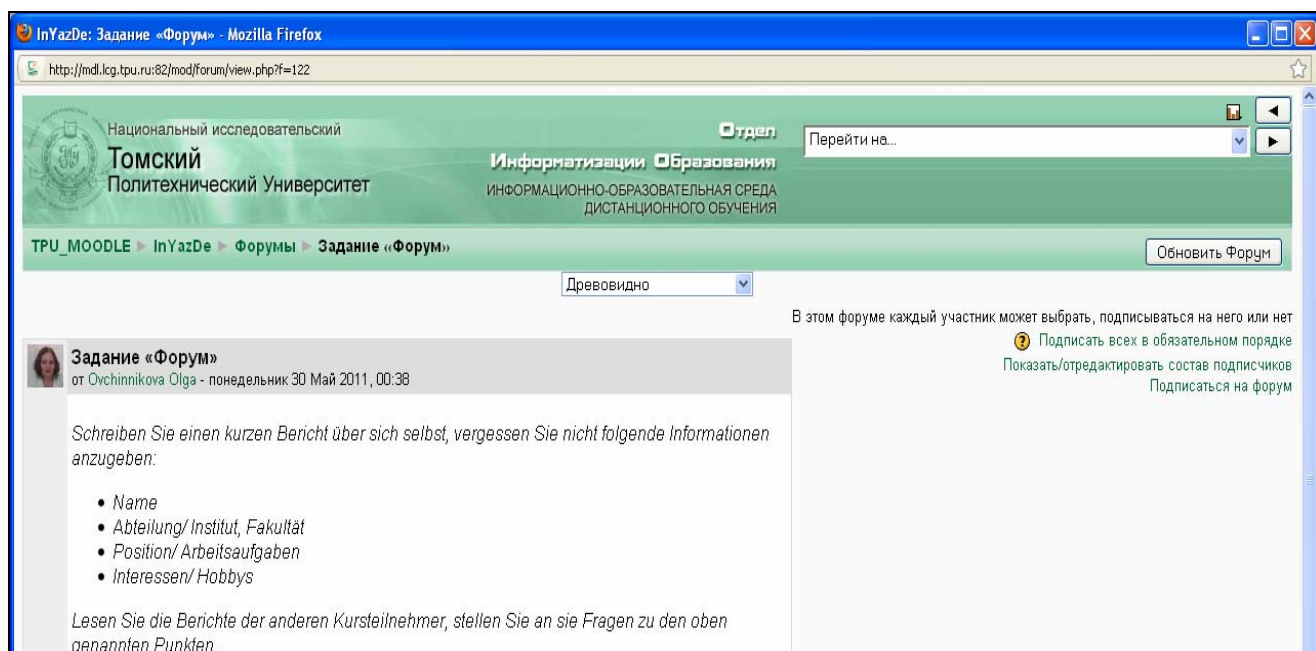 InYazDe: Задание «Форум» - Mozilla Firefox
http://mdl.lcg.tpu.ru:82/mod/forum/view.php?f=122
Национальный исследовательский
Томский
Политехнический Университет
Отдел
Информатизации Образования
ИНФОРМАЦИОННО-ОБРАЗОВАТЕЛЬНАЯ СРЕДА
ДИСТАНЦИОННОГО ОБУЧЕНИЯ
Перейти на...
TPU_MOODLE ► InYazDe ► Форумы ► Задание «Форум»
Обновить Форум
Древовидно
В этом форуме каждый участник может выбрать, подписываться на него или нет
Подписать всех в обязательном порядке
Показать/отредактировать состав подписчиков
Подписаться на форум
Задание «Форум»
от Ovchinnikova Olga - понедельник 30 Май 2011, 00:38
Schreiben Sie einen kurzen Bericht über sich selbst, vergessen Sie nicht folgende Informationen
anzugeben:
• Name
• Abteilung/ Institut, Fakultät
• Position/ Arbeitsaufgaben
• Interessen/ Hobbys
Lesen Sie die Berichte der anderen Kursteilnehmer, stellen Sie an sie Fragen zu den oben
genannten Punkten